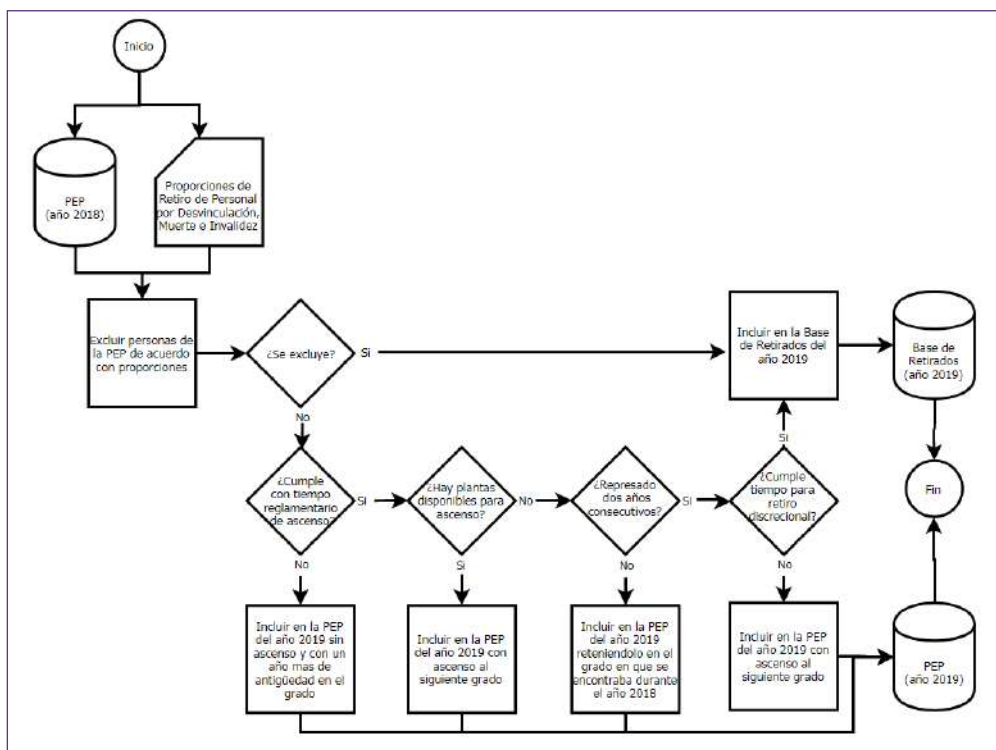 Inicio
PEP
(año 2018)
Proporciones de
Retiro de Personal
por Desvinculación,
Muerte e Invalidez
Excluir personas de
la PEP de acuerdo
con proporciones
¿Se excluye?
Si
Incluir en la Base
de Retirados del
año 2019
Base de
Retirados
(año 2019)
No
¿Cumple
con tiempo
reglamentario
de ascenso?
Si
¿Hay plantas
disponibles para
ascenso?
No
¿Represado
dos años
consecutivos?
Si
Si
¿Cumple
tiempo para
retiro
discrecional?
Fin
No
Si
No
No
Incluir en la PEP
del año 2019 sin
ascenso y con un
año mas de
antigüedad en el
grado
Incluir en la PEP
del año 2019 con
ascenso al
siguiente grado
Incluir en la PEP
del año 2019
reteniendolo en el
grado en que se
encontraba durante
el año 2018
Incluir en la PEP
del año 2019 con
ascenso al
siguiente grado
PEP
(año 2019)